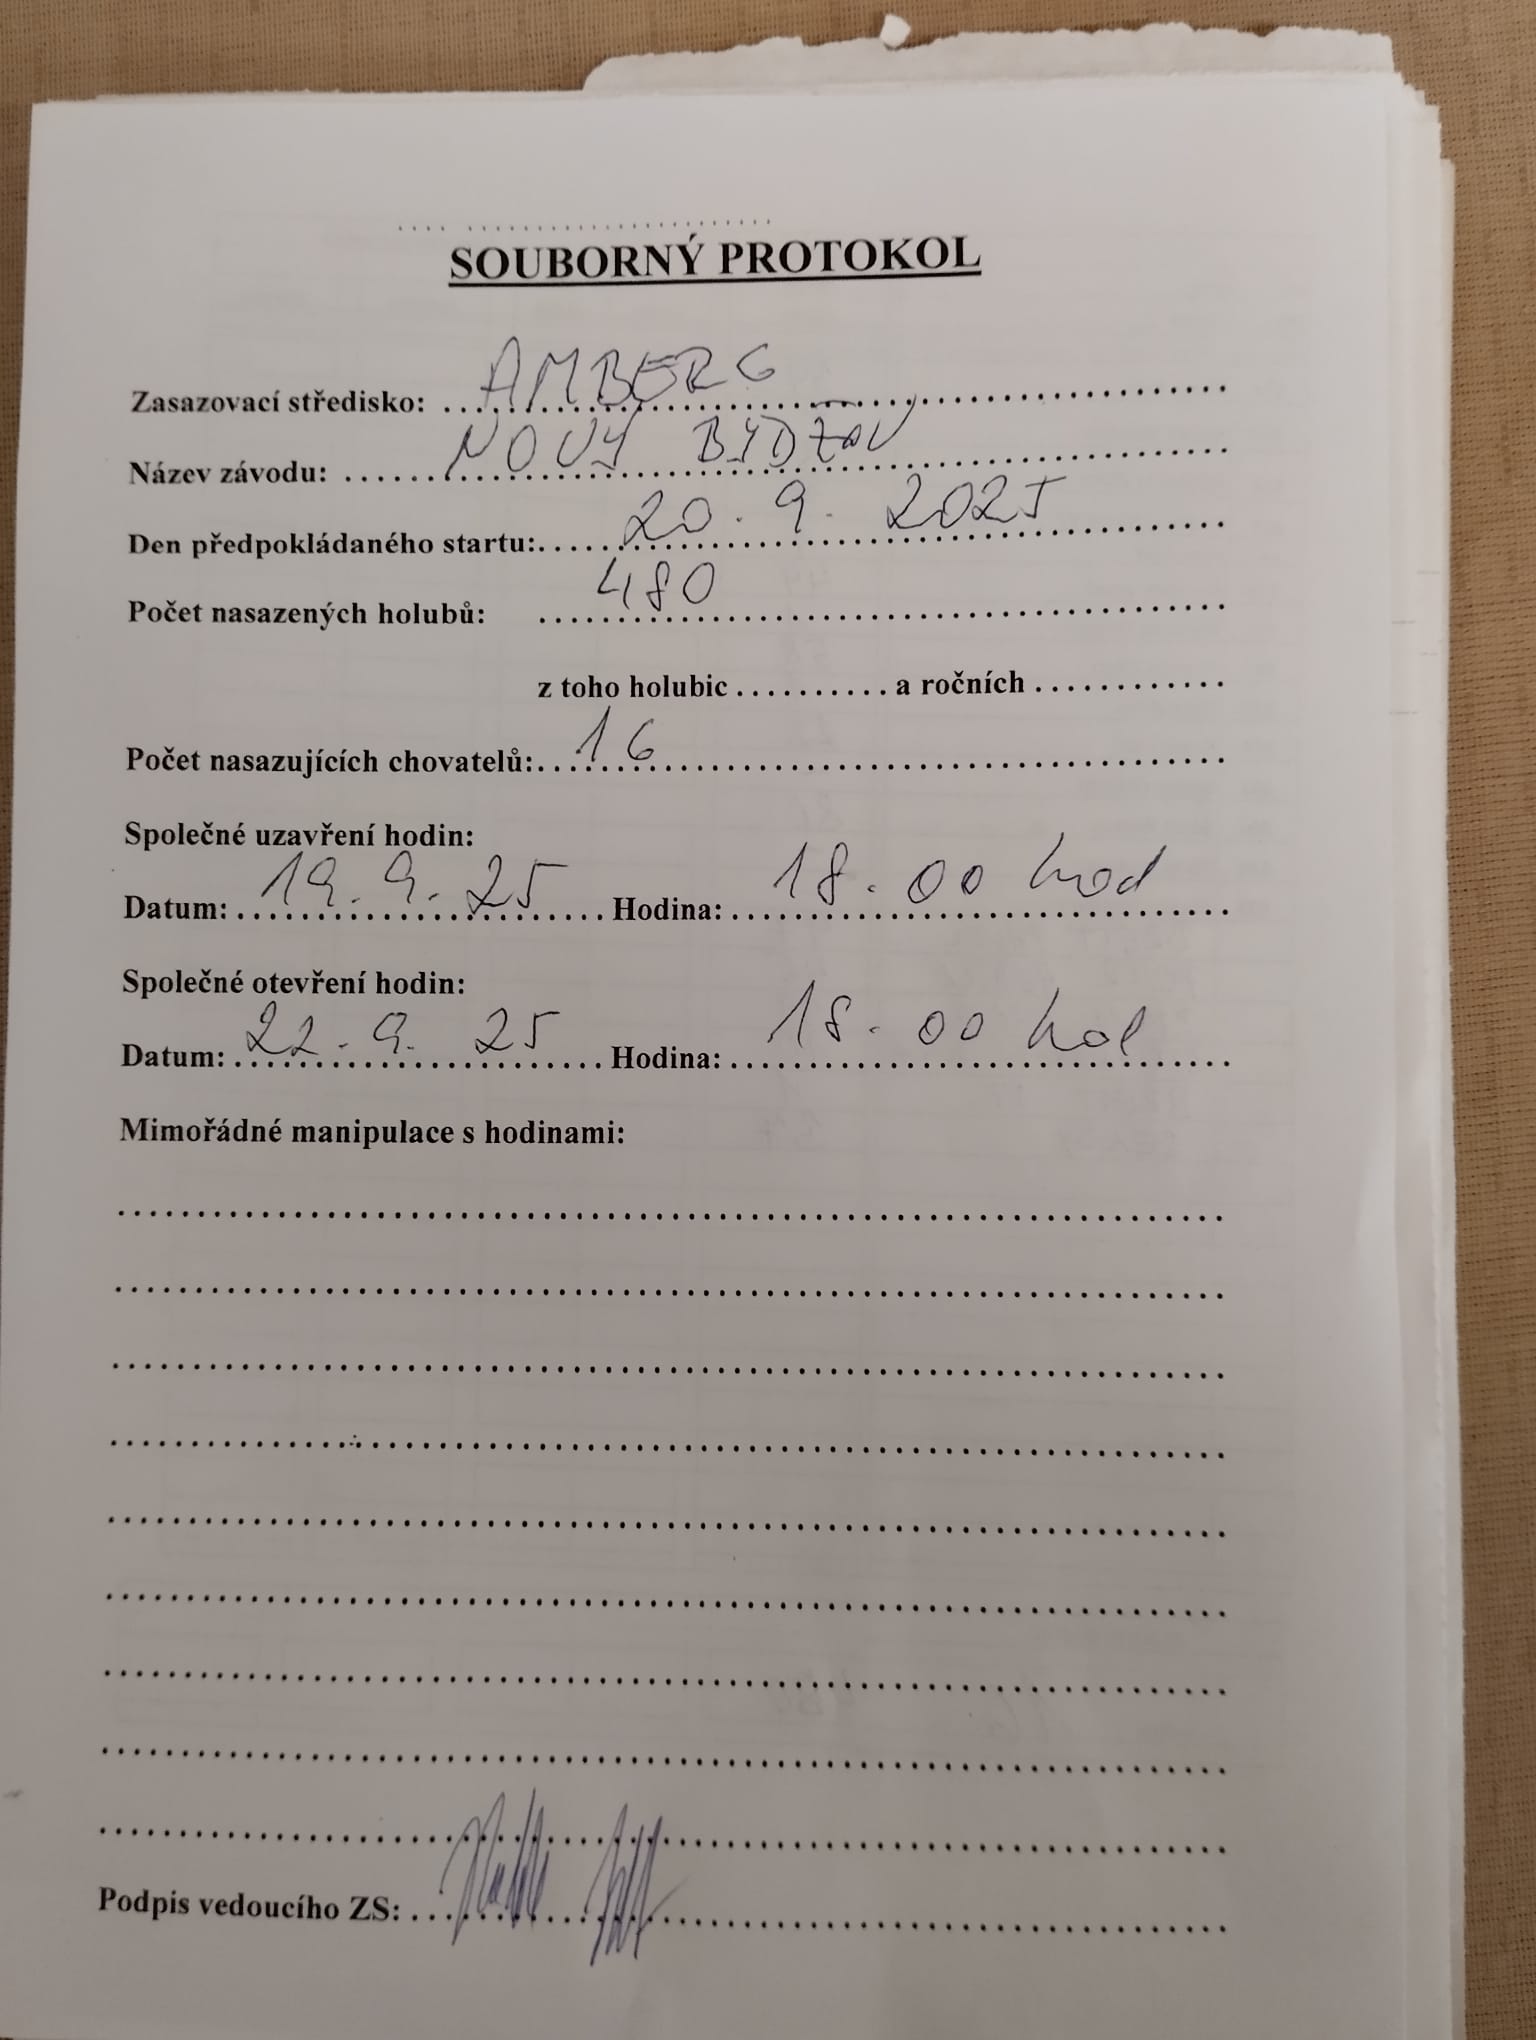 SOUBORNÝ PROTOKOL
Zasazovací středisko: AMBERG
Název závodu: NOVÝ BYDŽOV
Den předpokládaného startu: 20. 9. 2025
Počet nasazených holubů: 480
z toho holubic .......... a ročních ............
Počet nasazujících chovatelů: 16
Společné uzavření hodin:
Datum: 19. 9. 25 Hodina: 18.00 hod
Společné otevření hodin:
Datum: 22. 9. 25 Hodina: 18.00 hod
Mimořádné manipulace s hodinami:
Podpis vedoucího ZS: